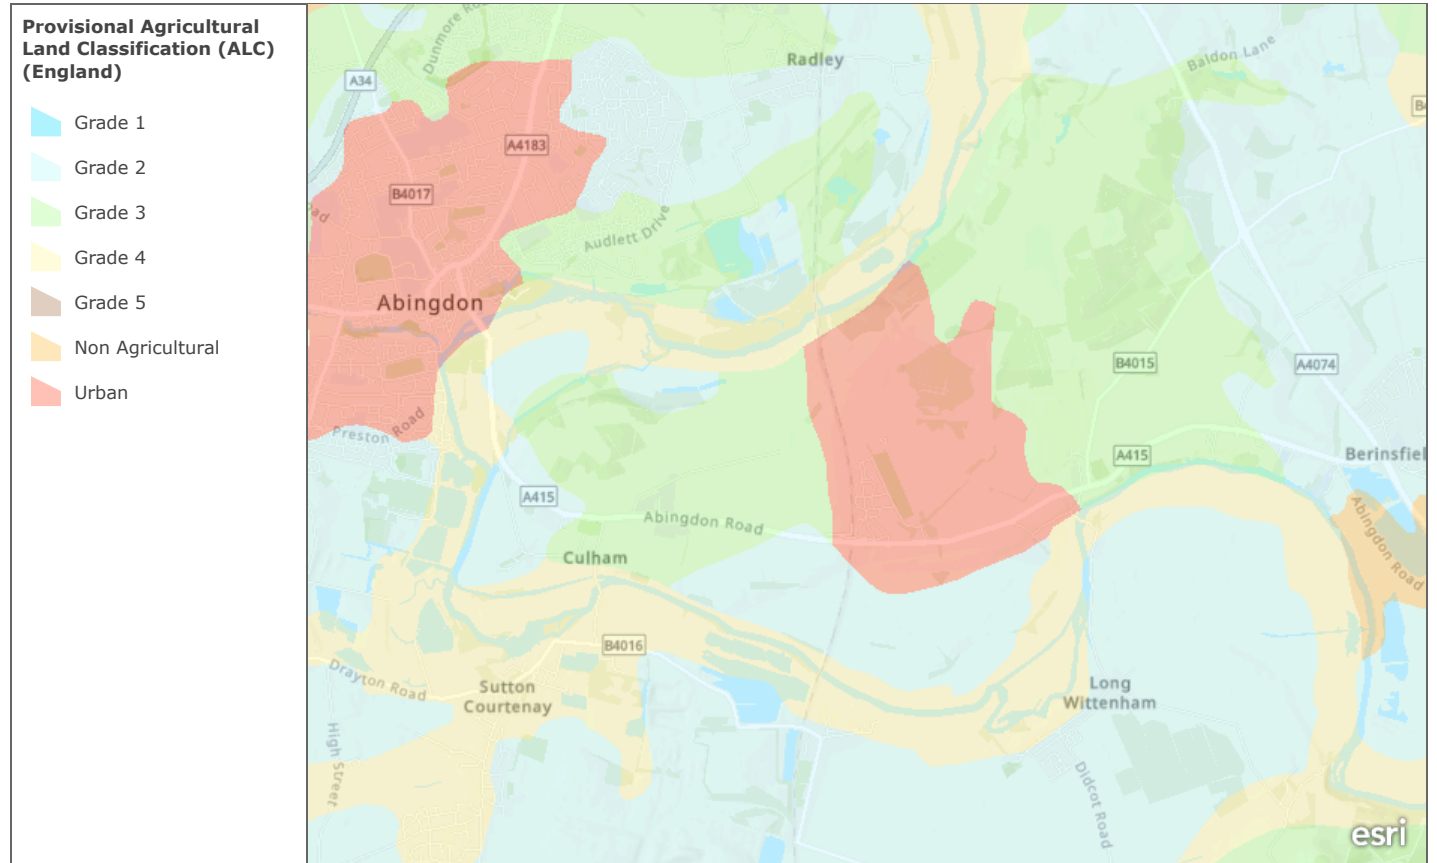 Provisional Agricultural
Land Classification (ALC)
(England)
Grade 1
Grade 2
Grade 3
Grade 4
Grade 5
Non Agricultural
Urban
Dunmore
Radley
Baldon Lane
A34
A4183
B4017
Road
Audlett Drive
Abingdon
B4015
A4074
Preston Road
A415
Berinsfiel
A415
Abingdon Road
Abingdon Road
Culham
B4016
Drayton Road
Sutton
Courtenay
Long
Wittenham
High Street
Didcot Road
esri